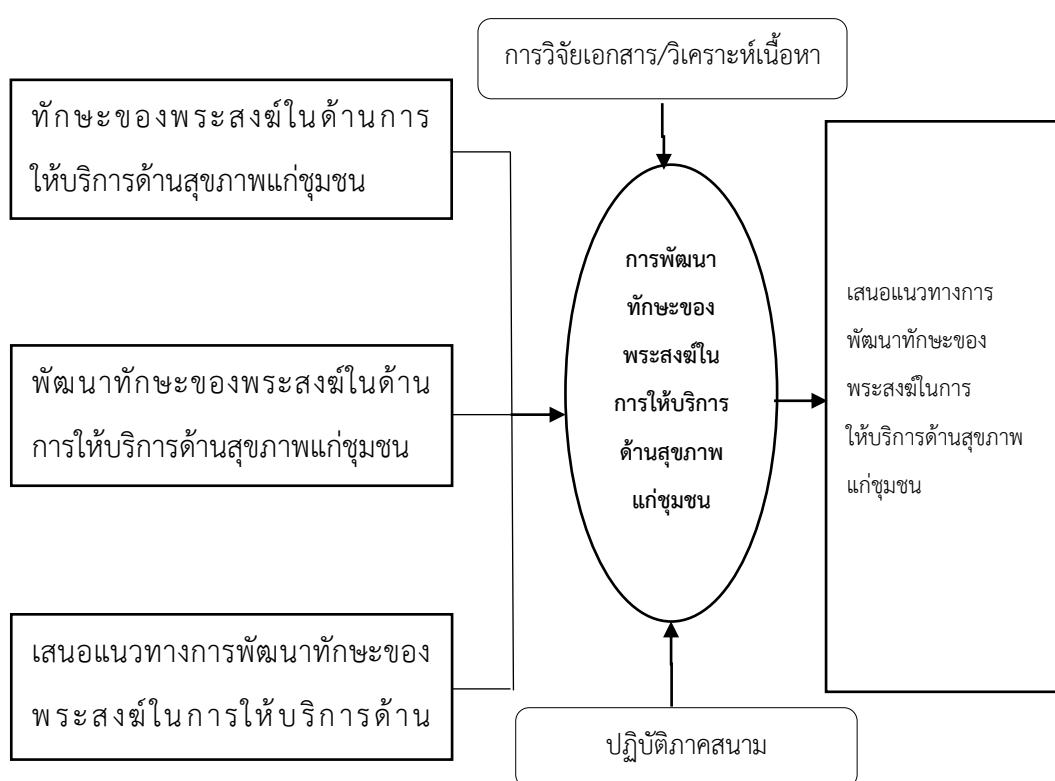 การวิจัยเอกสาร/วิเคราะห์เนื้อหา
ทักษะของพระสงฆ์ในด้านการ
ให้บริการด้านสุขภาพแก่ชุมชน
พัฒนาทักษะของพระสงฆ์ในด้าน
การให้บริการด้านสุขภาพแก่ชุมชน
เสนอแนวทางการพัฒนาทักษะของ
พระสงฆ์ในการให้บริการด้าน
การพัฒนา
ทักษะของ
พระสงฆ์ใน
การให้บริการ
ด้านสุขภาพ
แก่ชุมชน
เสนอแนวทางการ
พัฒนาทักษะของ
พระสงฆ์ในการ
ให้บริการด้านสุขภาพ
แก่ชุมชน
ปฏิบัติภาคสนาม